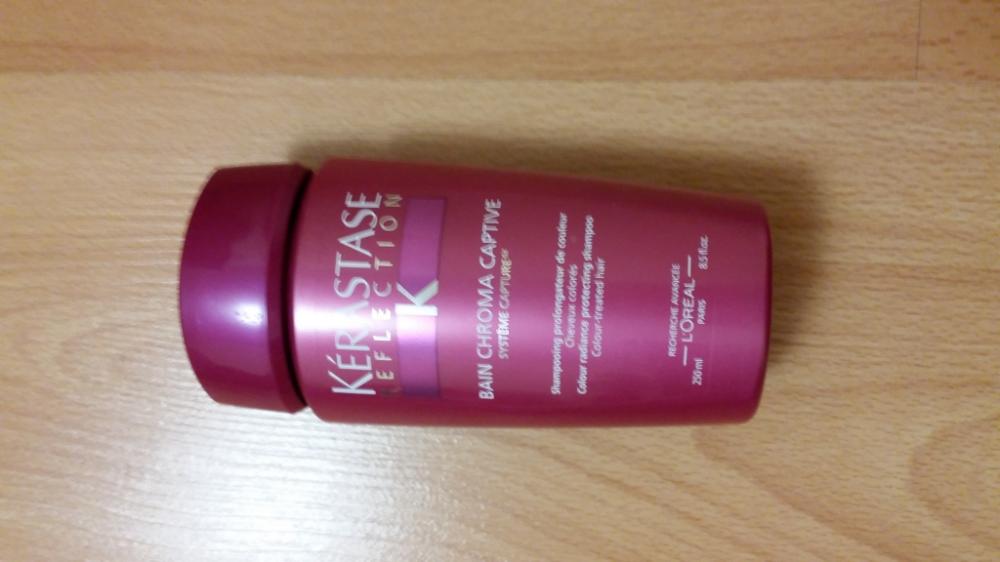 KÉRASTASE
REFLECTION
K
BAIN CHROMA CAPTIVE
SYSTÈME CAPTURE
Shampooing prolongateur de couleur
Cheveux colorés
Colour radiance protecting shampoo
Colour-treated hair
RECHERCHE AVANCÉE
— L'ORÉAL —
PARIS
250 ml 8.5 fl.oz.